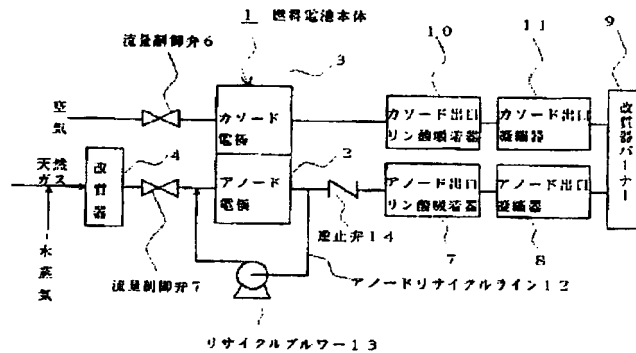 1 燃料電池本体
流量制御弁6
3
10
11
9
空気
カソード
電極
カソード出口
リン酸吸着器
カソード出口
凝縮器
改質器バーナー
天然
ガス
改質器
4
アノード
電極
2
アノード出口
リン酸吸着器
アノード出口
凝縮器
逆止弁14
7
8
水蒸気
流量制御弁7
アノードリサイクルライン12
リサイクルブルワー13